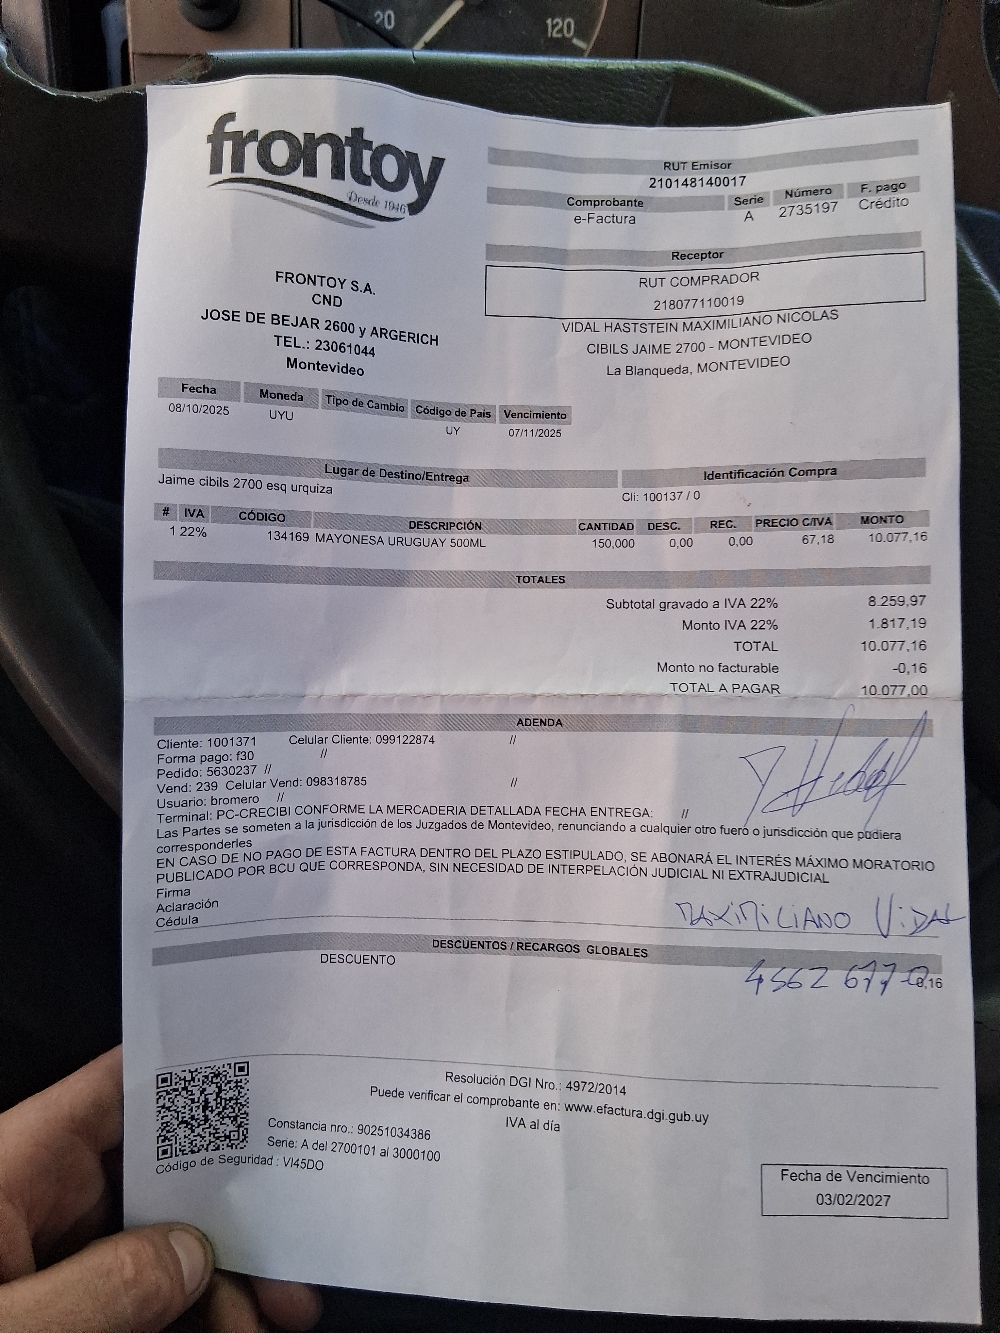 20
120
frontoy
Desde 1946
RUT Emisor
210148140017
Comprobante Serie Número F. pago
e-Factura A 2735197 Crédito
Receptor
RUT COMPRADOR
218077110019
VIDAL HASTSTEIN MAXIMILIANO NICOLAS
CIBILS JAIME 2700 - MONTEVIDEO
La Blanqueda, MONTEVIDEO
FRONTOY S.A.
CND
JOSE DE BEJAR 2600 y ARGERICH
TEL.: 23061044
Montevideo
Fecha Moneda Tipo de Cambio Código de País Vencimiento
08/10/2025 UYU UY 07/11/2025
Lugar de Destino/Entrega Identificación Compra
Jaime cibils 2700 esq urquiza Cli: 100137 / 0
# IVA CÓDIGO DESCRIPCIÓN CANTIDAD DESC. REC. PRECIO C/IVA MONTO
1 22% 134169 MAYONESA URUGUAY 500ML 150,000 0,00 0,00 67,18 10.077,16
TOTALES
Subtotal gravado a IVA 22% 8.259,97
Monto IVA 22% 1.817,19
TOTAL 10.077,16
Monto no facturable -0,16
TOTAL A PAGAR 10.077,00
ADENDA
Cliente: 1001371 Celular Cliente: 099122874 //
Forma pago: f30 //
Pedido: 5630237 //
Vend: 239 Celular Vend: 098318785 //
Usuario: bromero //
Terminal: PC-CRECIBI CONFORME LA MERCADERIA DETALLADA FECHA ENTREGA: //
Las Partes se someten a la jurisdicción de los Juzgados de Montevideo, renunciando a cualquier otro fuero o jurisdicción que pudiera
corresponderles
EN CASO DE NO PAGO DE ESTA FACTURA DENTRO DEL PLAZO ESTIPULADO, SE ABONARÁ EL INTERÉS MÁXIMO MORATORIO
PUBLICADO POR BCU QUE CORRESPONDA, SIN NECESIDAD DE INTERPELACIÓN JUDICIAL NI EXTRAJUDICIAL
Firma
Aclaración MAXIMILIANO VIDAL
Cédula
DESCUENTOS / RECARGOS GLOBALES
DESCUENTO
Resolución DGI Nro.: 4972/2014
Puede verificar el comprobante en: www.efactura.dgi.gub.uy
IVA al día
Constancia nro.: 90251034386
Serie: A del 2700101 al 3000100
Código de Seguridad : VI45DO
Fecha de Vencimiento
03/02/2027